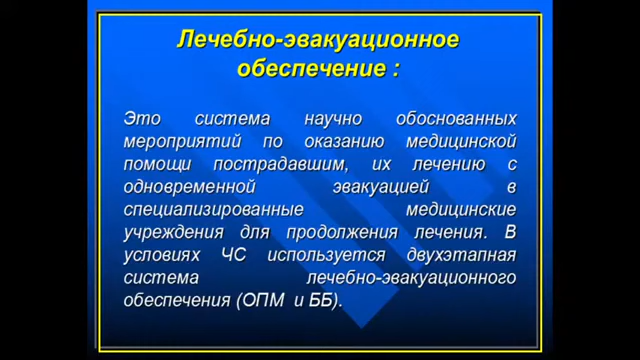 Лечебно-эвакуационное
обеспечение :
Это система научно обоснованных
мероприятий по оказанию медицинской
помощи пострадавшим, их лечению с
одновременной эвакуацией в
специализированные медицинские
учреждения для продолжения лечения. В
условиях ЧС используется двухэтапная
система лечебно-эвакуационного
обеспечения (ОПМ и ББ).